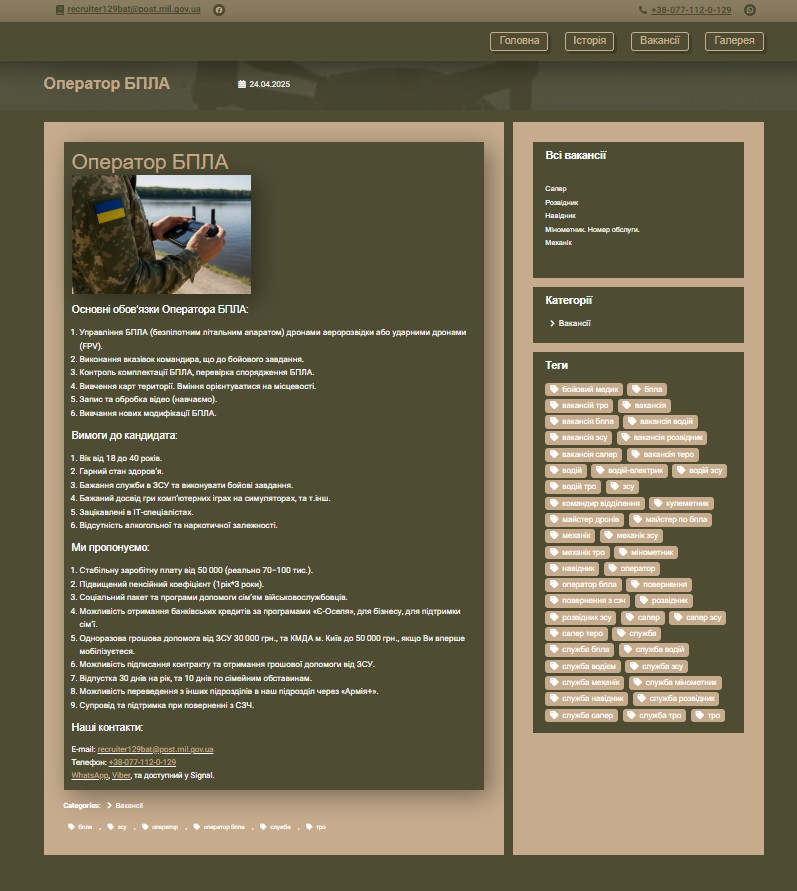 recruiter129bat@post.mil.gov.ua
+38-077-112-0-129
Головна
Історія
Вакансії
Галерея
Оператор БПЛА
24.04.2025
Оператор БПЛА
Основні обов'язки Оператора БПЛА:
1. Управління БПЛА (безпілотним літальним апаратом) дронами аеророзвідки або ударними дронами
(FPV).
2. Виконання вказівок командира, що до бойового завдання.
3. Контроль комплектації БПЛА, перевірка спорядження БПЛА.
4. Вивчення карт території. Вміння орієнтуватися на місцевості.
5. Запис та обробка відео (навчаємо).
6. Вивчання нових модифікації БПЛА.
Вимоги до кандидата:
1. Вік від 18 до 40 років.
2. Гарний стан здоров'я.
3. Бажання служби в ЗСУ та виконувати бойові завдання.
4. Бажаний досвід гри комп'ютерних іграх на симуляторах, та т.інш.
5. Зацікавлені в IT-спеціалістах.
6. Відсутність алкогольної та наркотичної залежності.
Ми пропонуємо:
1. Стабільну заробітну плату від 50 000 (реально 70–100 тис.).
2. Підвищений пенсійний коефіцієнт (1рік*3 роки).
3. Соціальний пакет та програми допомоги сім'ям військовослужбовців.
4. Можливість отримання банківських кредитів за програмами «Є-Оселя», для бізнесу, для підтримки
сім'ї.
5. Одноразова грошова допомога від ЗСУ 30 000 грн., та КМДА м. Київ до 50 000 грн., якщо Ви вперше
мобілізуєтеся.
6. Можливість підписання контракту та отримання грошової допомоги від ЗСУ.
7. Відпустка 30 днів на рік, та 10 днів по сімейним обставинам.
8. Можливість переведення з інших підрозділів в наш підрозділ через «Армія+».
9. Супровід та підтримка при поверненні з СЗЧ.
Наші контакти:
E-mail: recruiter129bat@post.mil.gov.ua
Телефон: +38-077-112-0-129
WhatsApp, Viber, та доступний у Signal.
Categories: Вакансії
бпла , зсу , оператор , оператор бпла , служба , тро
Всі вакансії
Сапер
Розвідник
Навідник
Мінометник. Номер обслуги.
Механік
Категорії
Вакансії
Теги
бойовий медик бпла
вакансій тро вакансія
вакансія бпла вакансія водій
вакансія зсу вакансія розвідник
вакансія сапер вакансія теро
водій водій-електрик водій зсу
водій тро зсу
командир відділення кулеметник
майстер дронів майстер по бпла
механік механік зсу
механік тро мінометник
навідник оператор
оператор бпла повернення
повернення з сзч розвідник
розвідник зсу сапер сапер зсу
сапер теро служба
служба бпла служба водій
служба водієм служба зсу
служба механік служба мінометник
служба навідник служба розвідник
служба сапер служба тро тро